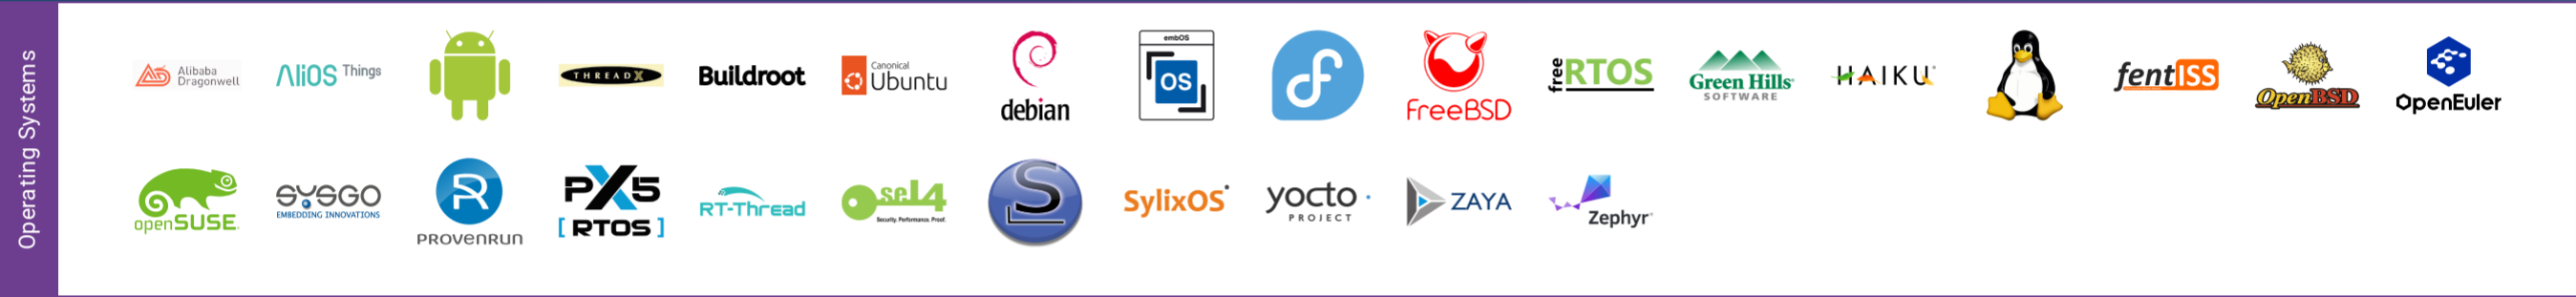 Operating Systems
Alibaba
Dragonwell
AliOS Things
THREADX
Buildroot
Canonical
Ubuntu
debian
embOS
OS
FreeBSD
freeRTOS
Green Hills
SOFTWARE
HAIKU
fentISS
OpenBSD
OpenEuler
openSUSE
SYSGO
EMBEDDING INNOVATIONS
PROVENRUN
PX5
[RTOS]
RT-Thread
seL4
Security. Performance. Proof.
S
SylixOS
yocto
PROJECT
ZAYA
Zephyr